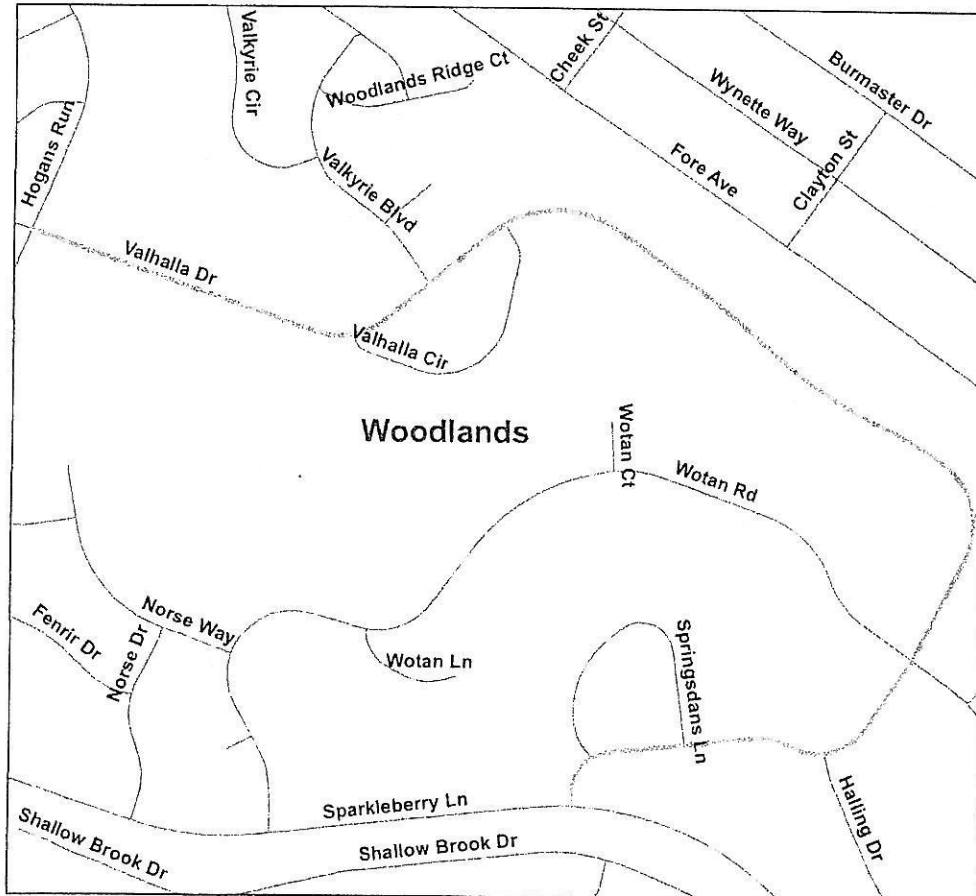 Valkyrie Cir
Woodlands Ridge Ct
Cheek St
Burmaster Dr
Wynette Way
Clayton St
Hogans Run
Valkyrie Blvd
Fore Ave
Valhalla Dr
Valhalla Cir
Woodlands
Wotan Ct
Wotan Rd
Norse Way
Fenrir Dr
Norse Dr
Wotan Ln
Springsdans Ln
Sparkleberry Ln
Halling Dr
Shallow Brook Dr
Shallow Brook Dr